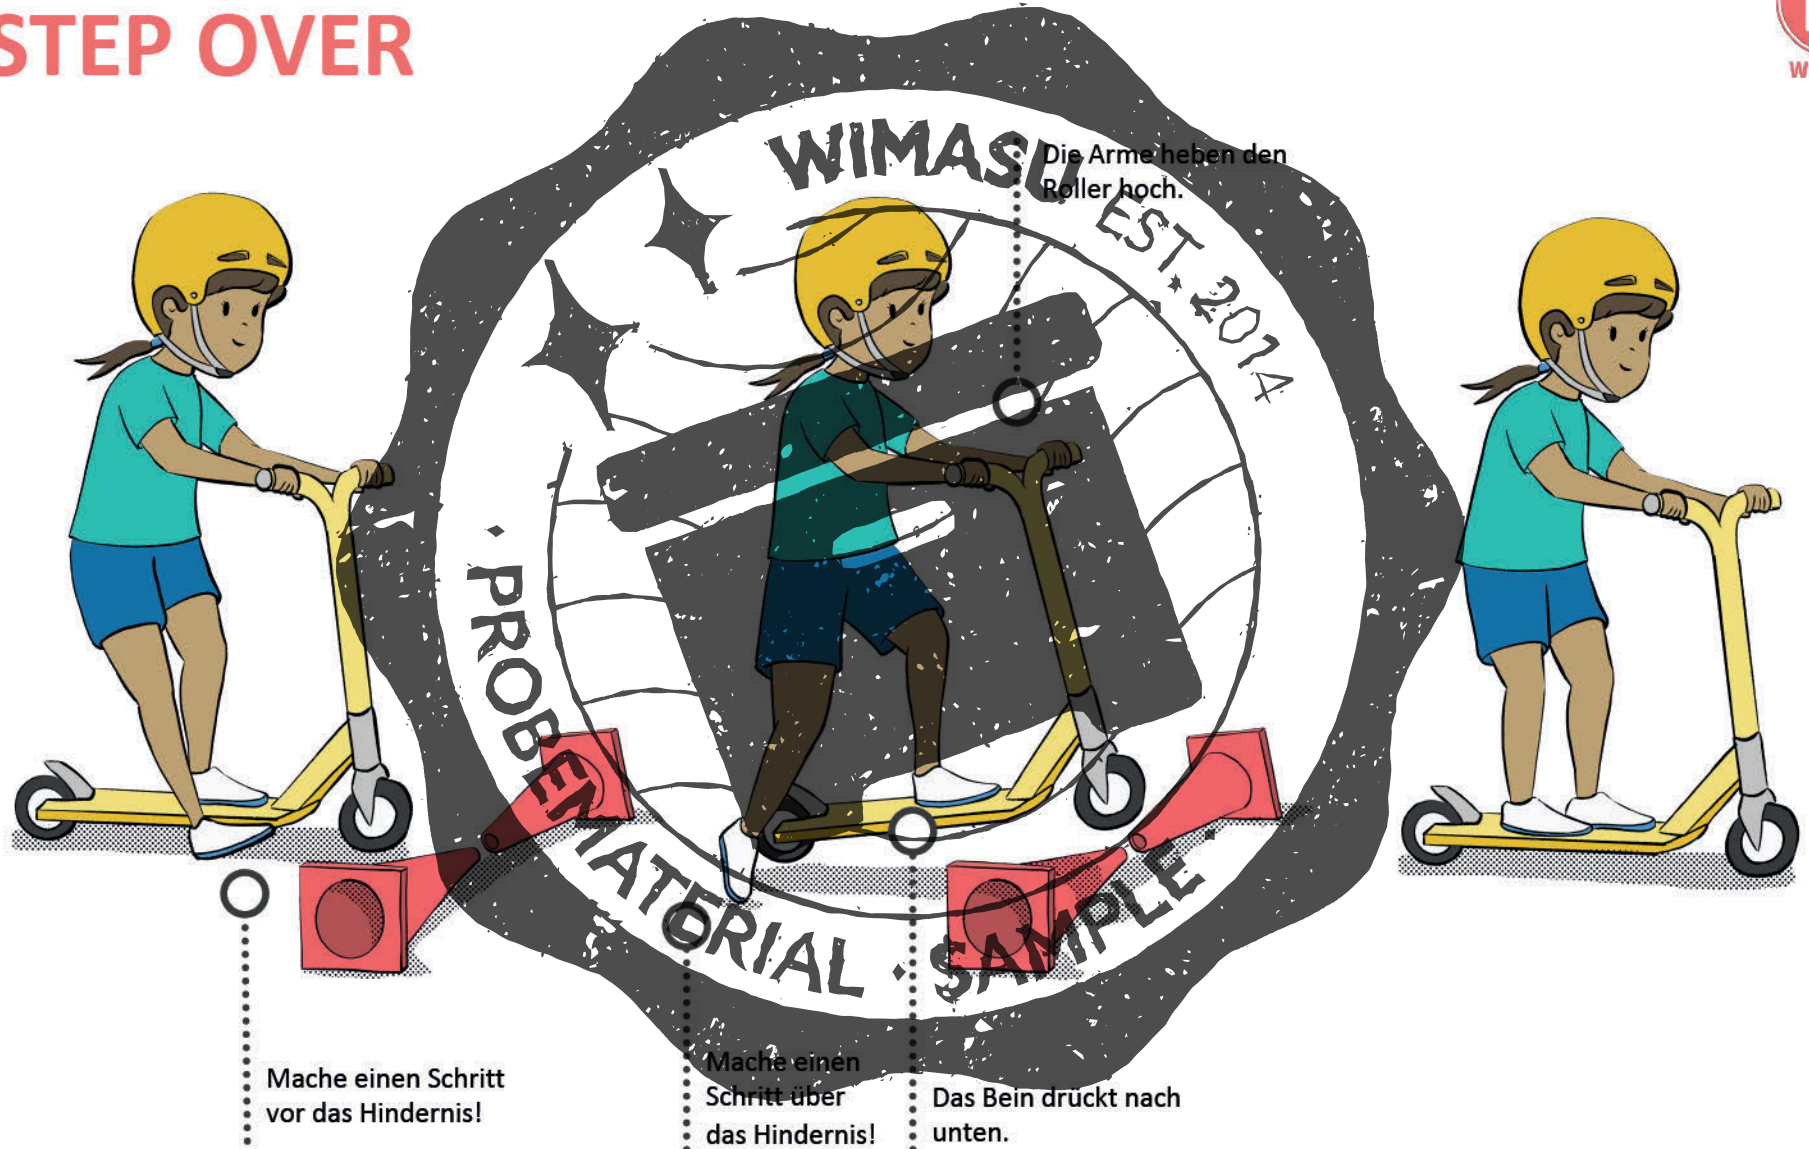 STEP OVER
W
WIMASU EST. 2014
Die Arme heben den
Roller hoch.
· PROBEMATERIAL · SAMPLE ·
Mache einen Schritt
vor das Hindernis!
Mache einen
Schritt über
das Hindernis!
Das Bein drückt nach
unten.